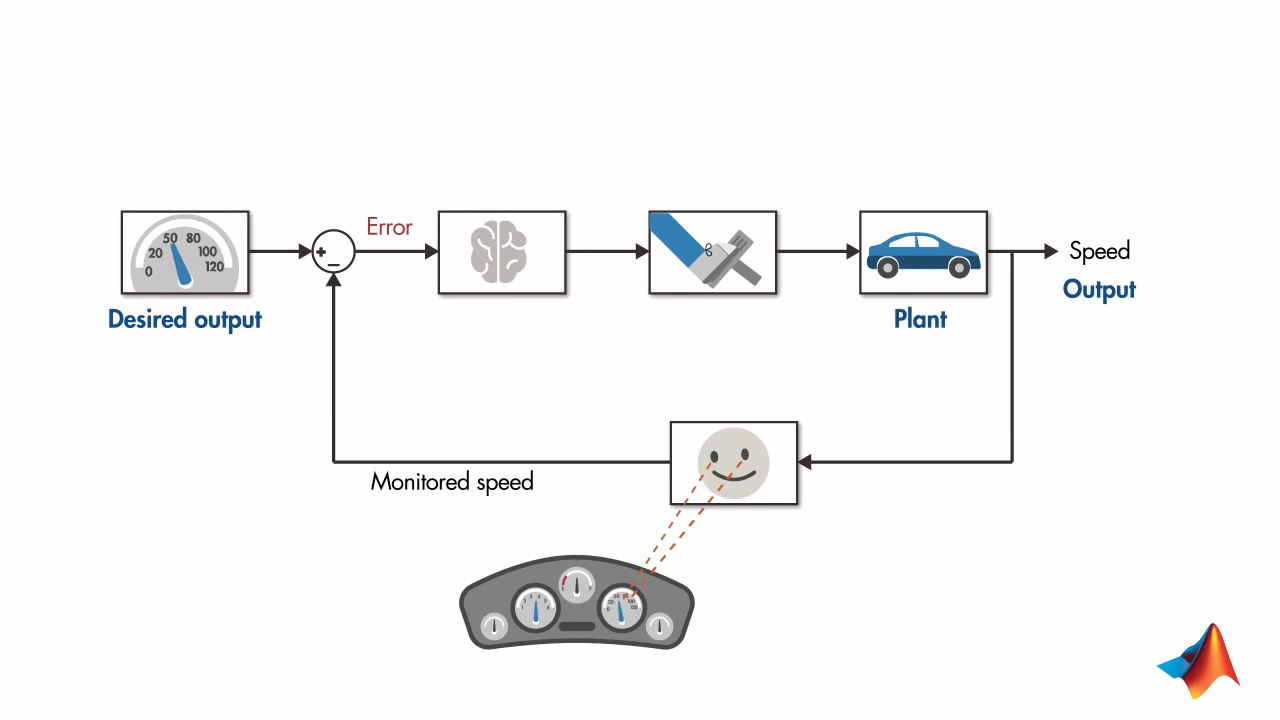 Error
50 80
20 100
0 120
+
−
Speed
Output
Desired output
Plant
Monitored speed